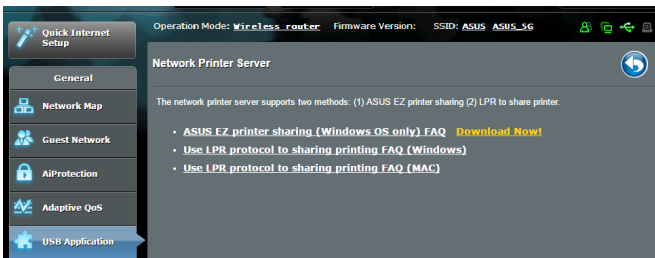 Quick Internet
Setup
Operation Mode: Wireless router Firmware Version: SSID: ASUS ASUS_5G
General
Network Map
Guest Network
AiProtection
Adaptive QoS
USB Application
Network Printer Server
The network printer server supports two methods: (1) ASUS EZ printer sharing (2) LPR to share printer.
ASUS EZ printer sharing (Windows OS only) FAQ Download Now!
Use LPR protocol to sharing printing FAQ (Windows)
Use LPR protocol to sharing printing FAQ (MAC)